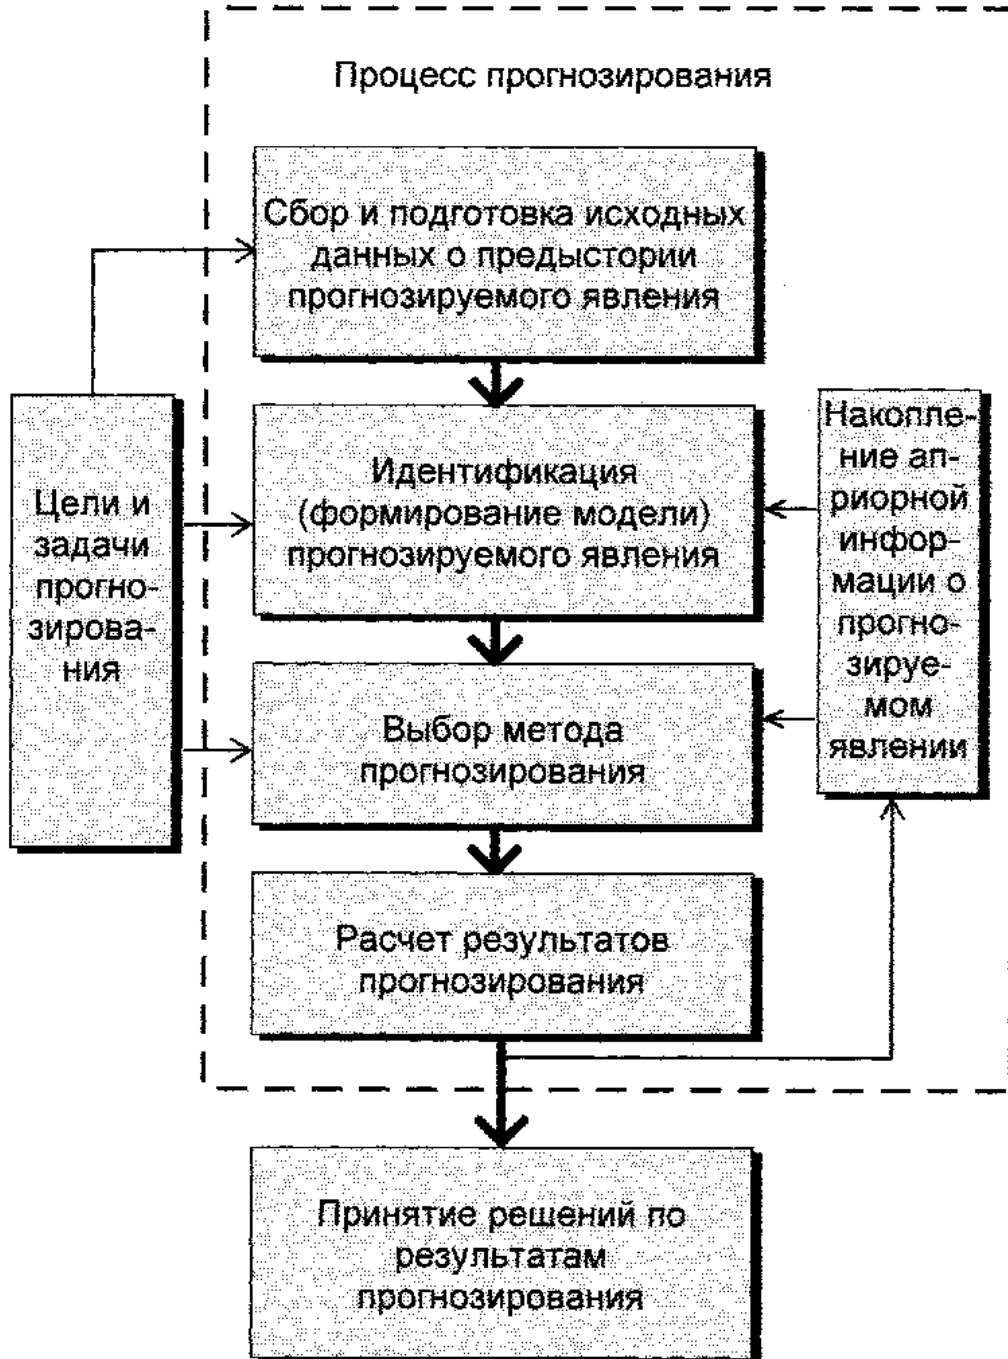 Процесс прогнозирования
Сбор и подготовка исходных
данных о предыстории
прогнозируемого явления
Цели и
задачи
прогно-
зирова-
ния
Идентификация
(формирование модели)
прогнозируемого явления
Накопле-
ние ап-
риорной
инфор-
мации о
прогно-
зируе-
мом
явлении
Выбор метода
прогнозирования
Расчет результатов
прогнозирования
Принятие решений по
результатам
прогнозирования